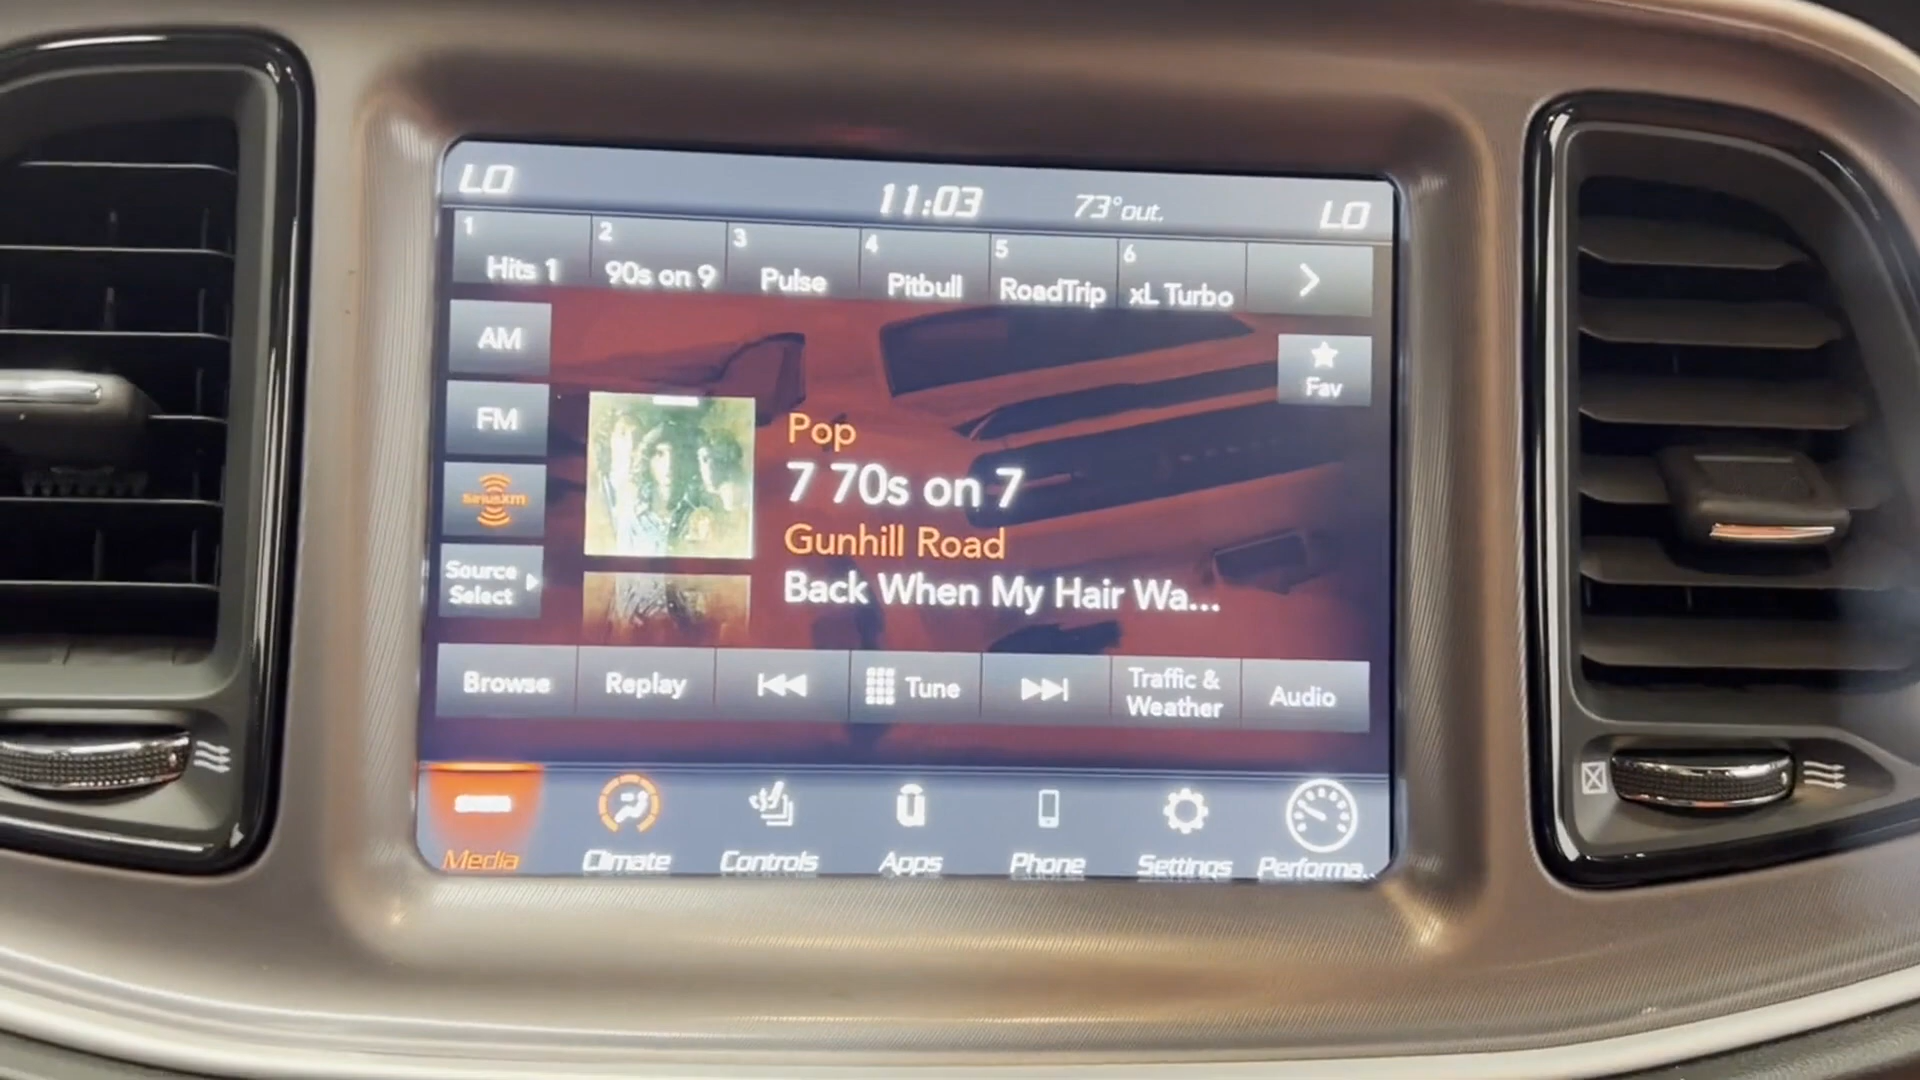 LO 11:03 73°out. LO
1 2 3 4 5 6
Hits 1 90s on 9 Pulse Pitbull RoadTrip xL Turbo
AM
Fav
FM
Pop
7 70s on 7
SiriusXM
Gunhill Road
Source
Select
Back When My Hair Wa...
Browse Replay Tune Traffic & Audio
Weather
Media Climate Controls Apps Phone Settings Performa..